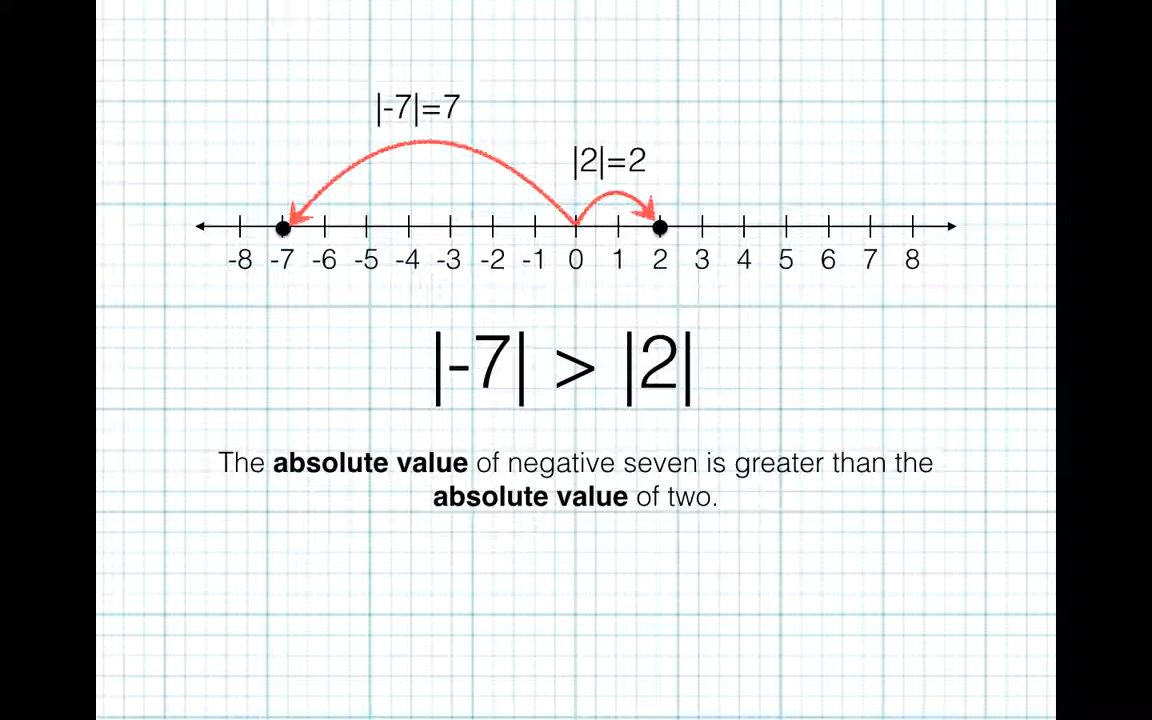 |-7|=7
|2|=2
-8 -7 -6 -5 -4 -3 -2 -1 0 1 2 3 4 5 6 7 8
|-7| > |2|
The absolute value of negative seven is greater than the
absolute value of two.